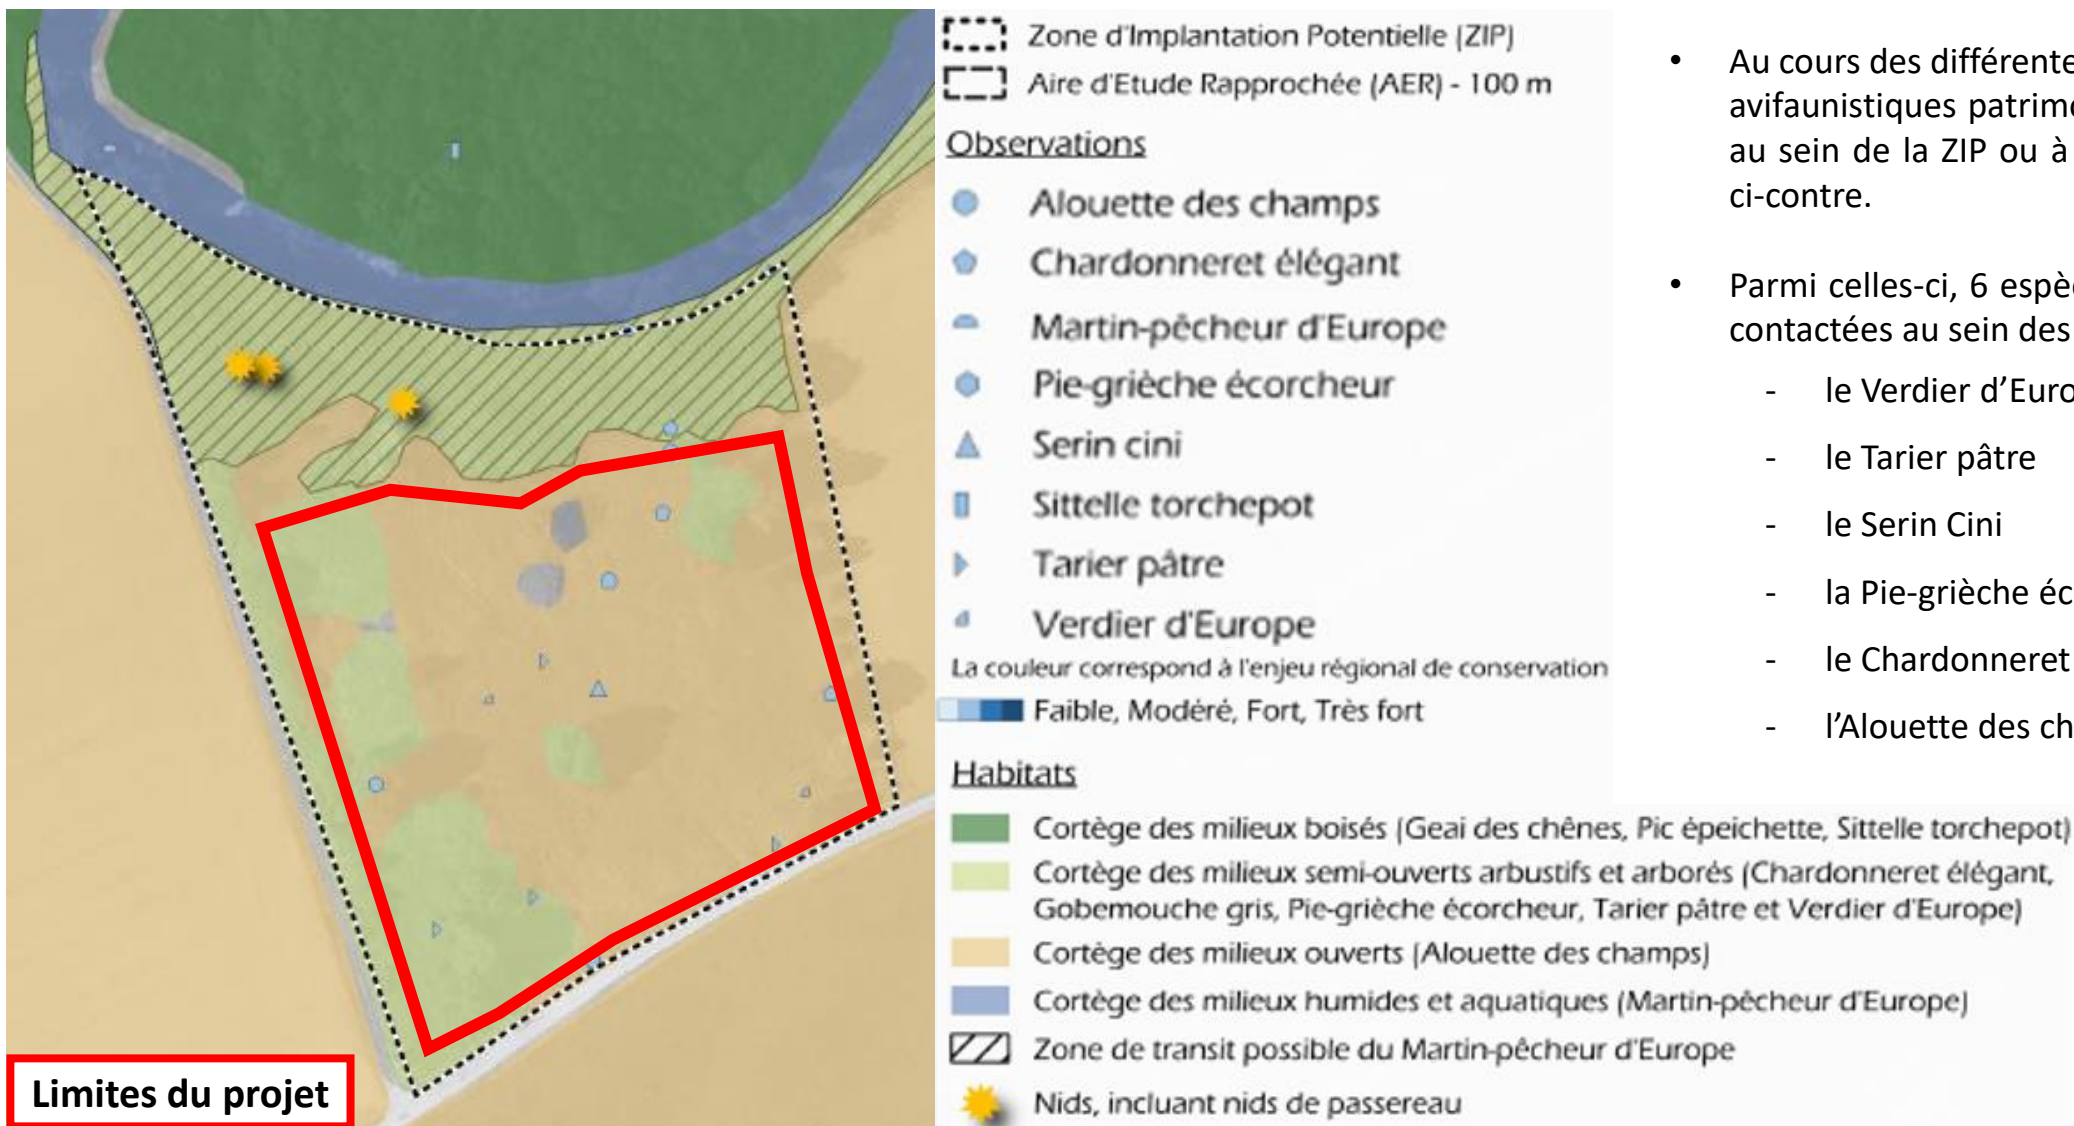 Limites du projet
Zone d'Implantation Potentielle (ZIP)
Aire d'Etude Rapprochée (AER) - 100 m
Observations
Alouette des champs
Chardonneret élégant
Martin-pêcheur d'Europe
Pie-grièche écorcheur
Serin cini
Sittelle torchepot
Tarier pâtre
Verdier d'Europe
La couleur correspond à l'enjeu régional de conservation
Faible, Modéré, Fort, Très fort
Habitats
Cortège des milieux boisés (Geai des chênes, Pic épeichette, Sittelle torchepot)
Cortège des milieux semi-ouverts arbustifs et arborés (Chardonneret élégant,
Gobemouche gris, Pie-grièche écorcheur, Tarier pâtre et Verdier d'Europe)
Cortège des milieux ouverts (Alouette des champs)
Cortège des milieux humides et aquatiques (Martin-pêcheur d'Europe)
Zone de transit possible du Martin-pêcheur d'Europe
Nids, incluant nids de passereau
• Au cours des différente
avifaunistiques patrim
au sein de la ZIP ou à
ci-contre.
• Parmi celles-ci, 6 espè
contactées au sein des
- le Verdier d’Euro
- le Tarier pâtre
- le Serin Cini
- la Pie-grièche éc
- le Chardonneret
- l’Alouette des ch